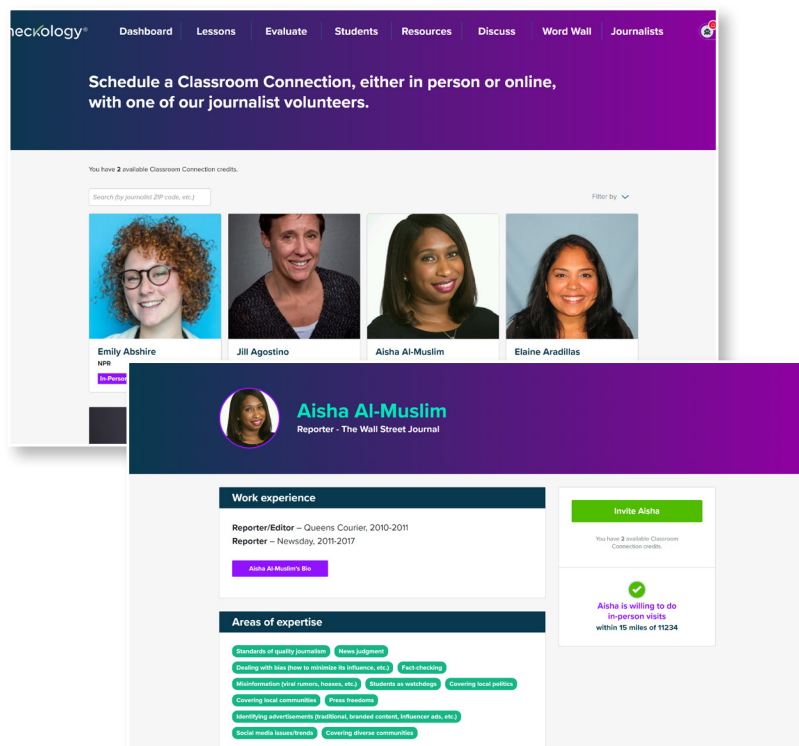 neckology®
Dashboard Lessons Evaluate Students Resources Discuss Word Wall Journalists
Schedule a Classroom Connection, either in person or online,
with one of our journalist volunteers.
You have 2 available Classroom Connection credits.
Search (by journalist ZIP code, etc.)
Filter by
Emily Abshire
NPR
In-Person
Jill Agostino
Aisha Al-Muslim
Elaine Aradillas
Aisha Al-Muslim
Reporter - The Wall Street Journal
Work experience
Reporter/Editor – Queens Courier, 2010-2011
Reporter – Newsday, 2011-2017
Aisha Al-Muslim's Bio
Invite Aisha
You have 2 available Classroom
Connection credits.
Aisha is willing to do
in-person visits
within 15 miles of 11234
Areas of expertise
Standards of quality journalism News judgment
Dealing with bias (how to minimize its influence, etc.) Fact-checking
Misinformation (viral rumors, hoaxes, etc.) Students as watchdogs Covering local politics
Covering local communities Press freedoms
Identifying advertisements (traditional, branded content, influencer ads, etc.)
Social media issues/trends Covering diverse communities